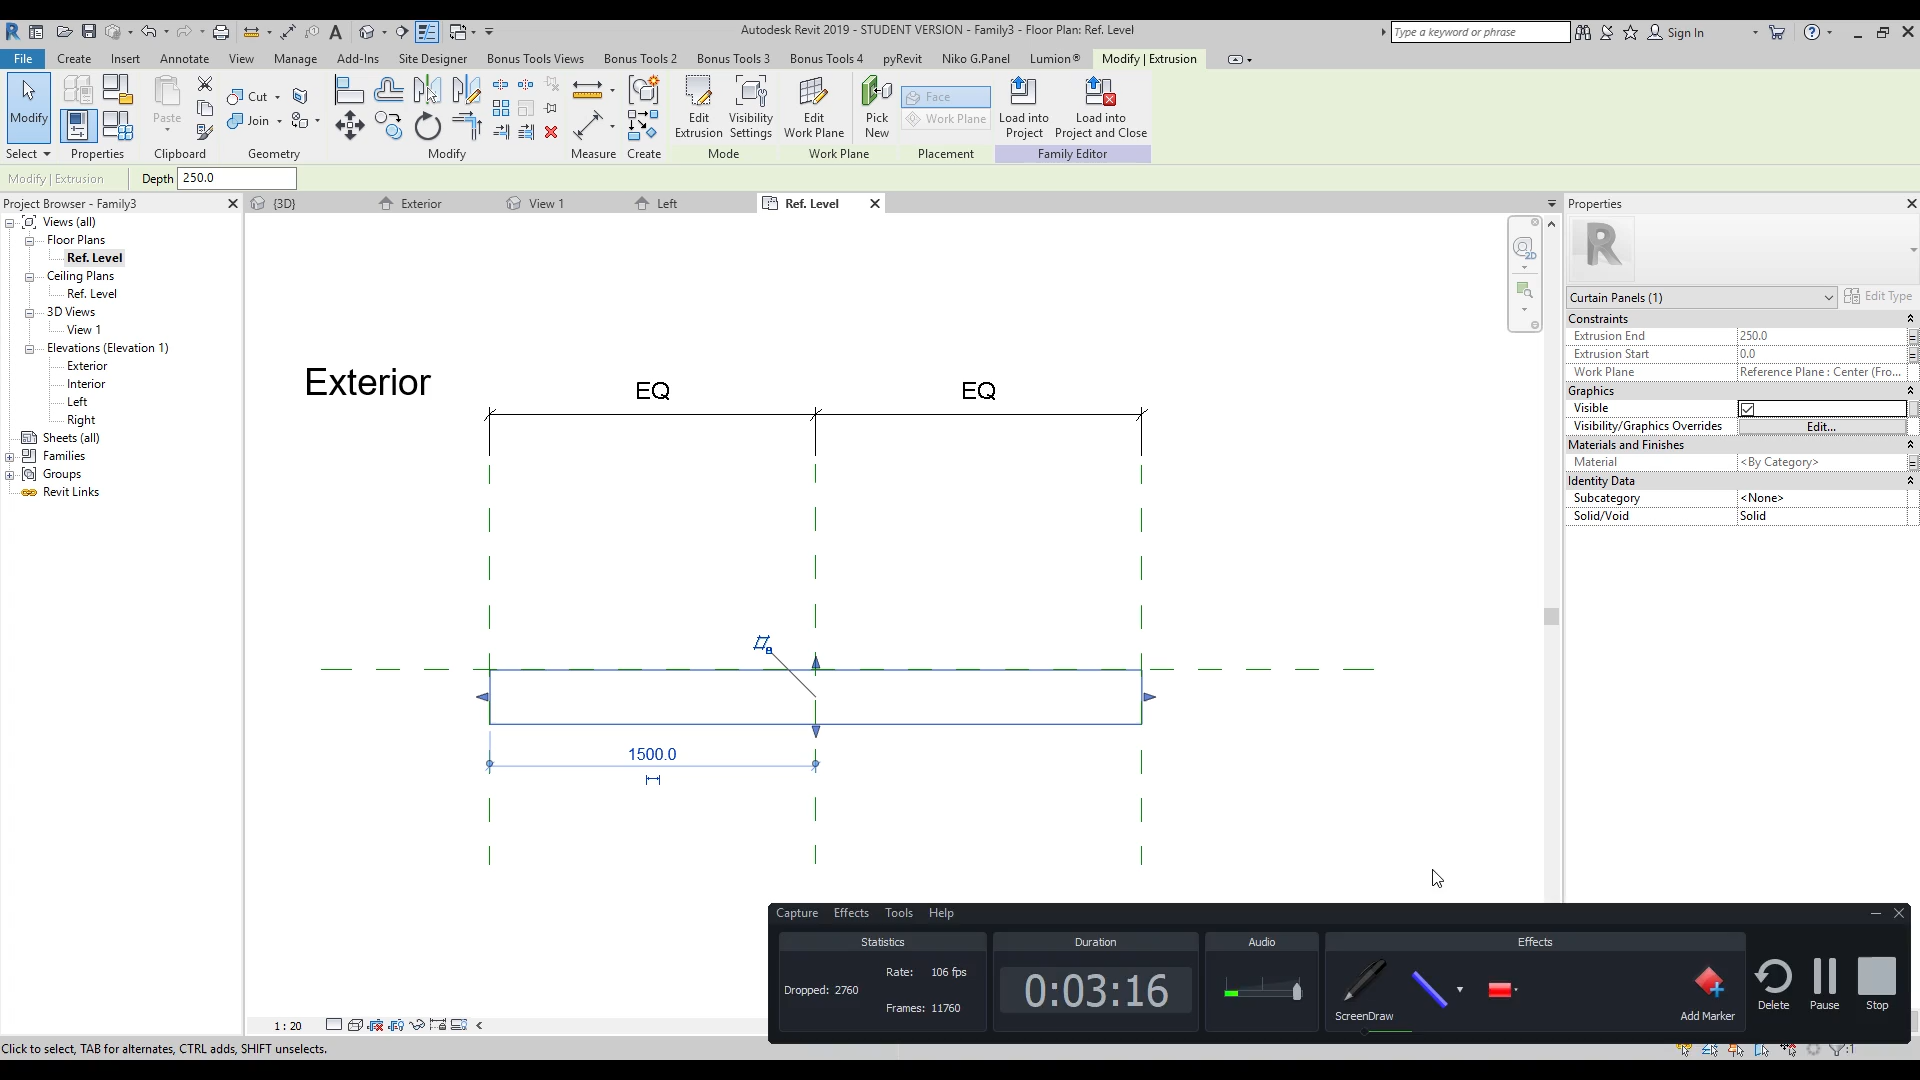 Autodesk Revit 2019 - STUDENT VERSION - Family3 - Floor Plan: Ref. Level
Type a keyword or phrase
Sign In
File Create Insert Annotate View Manage Add-Ins Site Designer Bonus Tools Views Bonus Tools 2 Bonus Tools 3 Bonus Tools 4 pyRevit Niko G.Panel Lumion® Modify | Extrusion
Modify
Paste
Cut
Join
Edit Extrusion
Visibility Settings
Edit Work Plane
Pick New
Face
Work Plane
Load into Project
Load into Project and Close
Select Properties Clipboard Geometry Modify Measure Create Mode Work Plane Placement Family Editor
Modify | Extrusion Depth 250.0
Project Browser - Family3
Views (all)
Floor Plans
Ref. Level
Ceiling Plans
Ref. Level
3D Views
View 1
Elevations (Elevation 1)
Exterior
Interior
Left
Right
Sheets (all)
Families
Groups
Revit Links
{3D} Exterior View 1 Left Ref. Level
2D
Exterior
EQ EQ
1500.0
1 : 20
Properties
R
Curtain Panels (1) Edit Type
Constraints
Extrusion End 250.0
Extrusion Start 0.0
Work Plane Reference Plane : Center (Fro...
Graphics
Visible
Visibility/Graphics Overrides Edit...
Materials and Finishes
Material <By Category>
Identity Data
Subcategory <None>
Solid/Void Solid
Capture Effects Tools Help
Statistics Duration Audio Effects
Rate: 106 fps
Dropped: 2760
Frames: 11760
0:03:16
ScreenDraw
Add Marker
Delete
Pause
Stop
Click to select, TAB for alternates, CTRL adds, SHIFT unselects.
:1